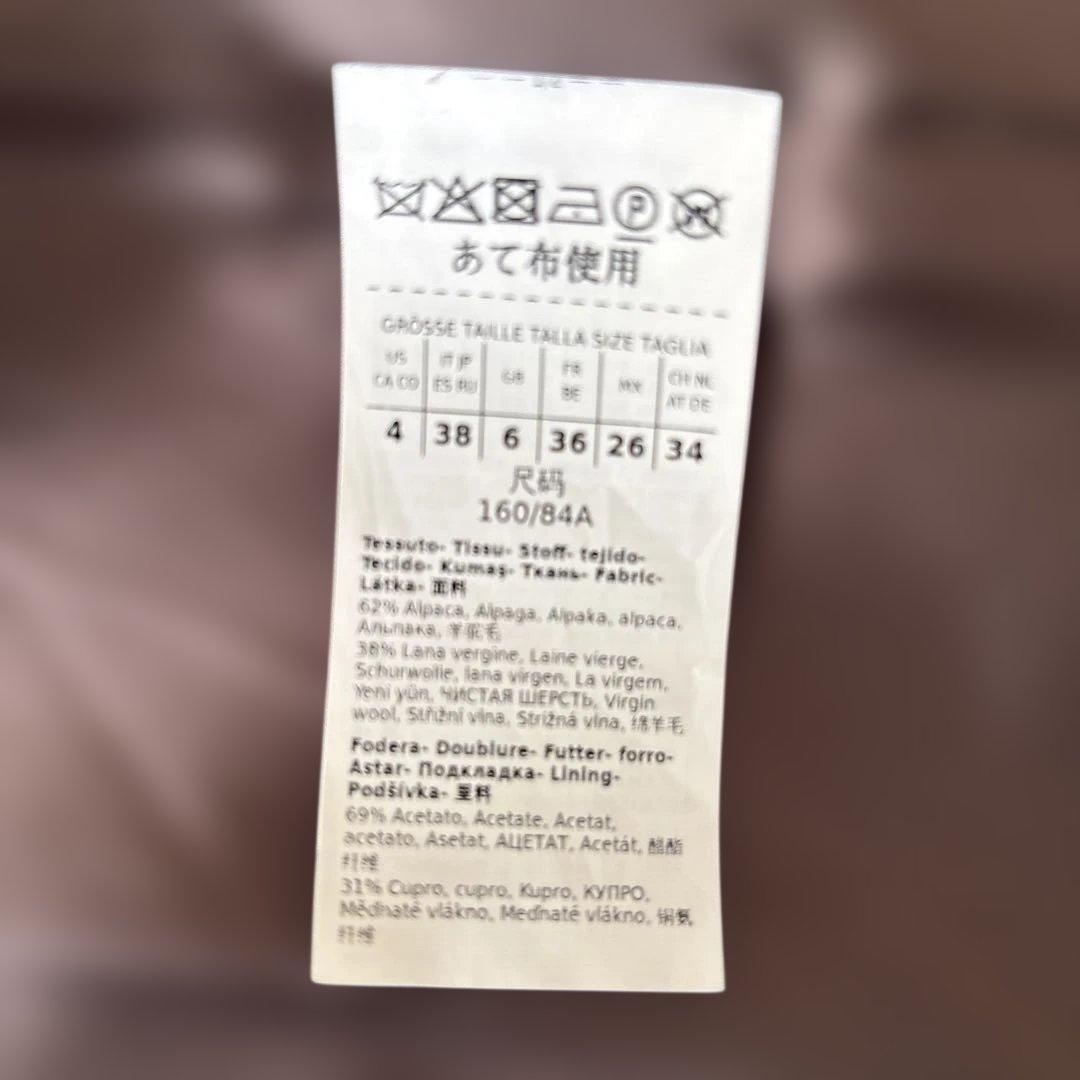 あて布使用
GRÖSSE TAILLE TALLA SIZE TAGLIA
US CA CO IT JP ES RU GB FR BE MX CH NL AT DE
4 38 6 36 26 34
尺码
160/84A
Tessuto- Tissu- Stoff- tejido-
Tecido- Kumaş- Ткань- Fabric-
Látka- 面料
62% Alpaca, Alpaga, Alpaka, alpaca,
Альпака, 羊驼毛
38% Lana vergine, Laine vierge,
Schurwolle, lana virgen, La virgem,
Yeni yün, ЧИСТАЯ ШЕРСТЬ, Virgin
wool, Střižní vlna, Strižná vlna, 绵羊毛
Fodera- Doublure- Futter- forro-
Astar- Подкладка- Lining-
Podšívka- 里料
69% Acetato, Acetate, Acetat,
acetato, Asetat, АЦЕТАТ, Acetát, 醋酯
纤维
31% Cupro, cupro, Kupro, КУПРО,
Měďnaté vlákno, Meďnaté vlákno, 铜氨
纤维